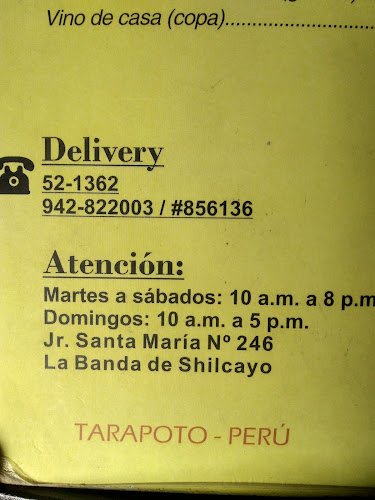 Vino de casa (copa)......................................
Delivery
52-1362
942-822003 / #856136
Atención:
Martes a sábados: 10 a.m. a 8 p.m
Domingos: 10 a.m. a 5 p.m.
Jr. Santa María Nº 246
La Banda de Shilcayo
TARAPOTO - PERÚ